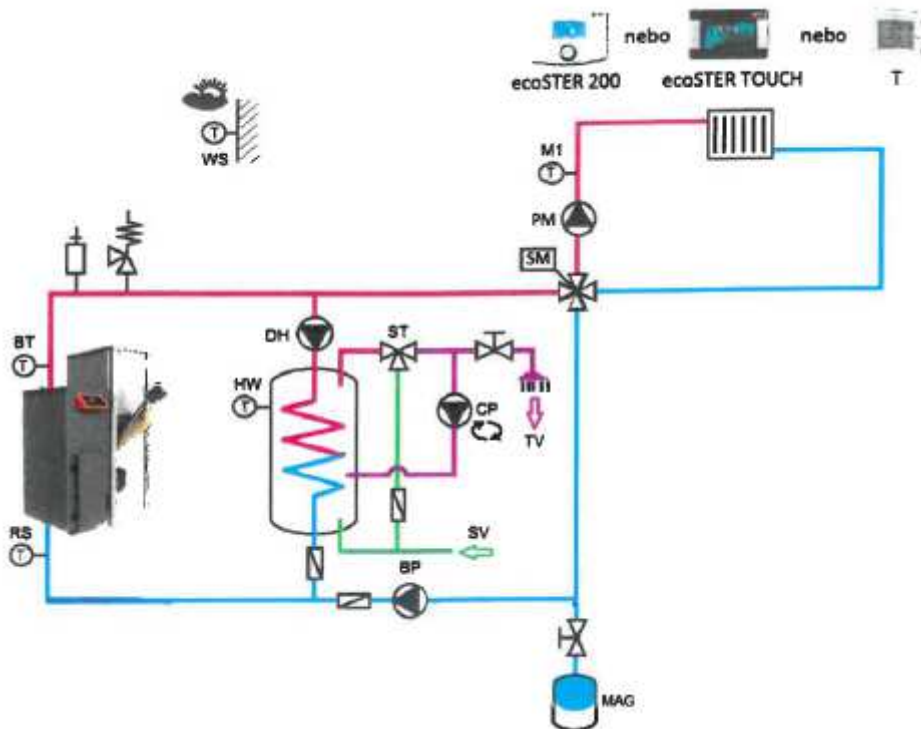 nebo nebo
ecoSTER 200 ecoSTER TOUCH T
T
WS
M1
T
PM
SM
BT
T
DH
ST
HW
T
CP
TV
RS
T
SV
BP
MAG